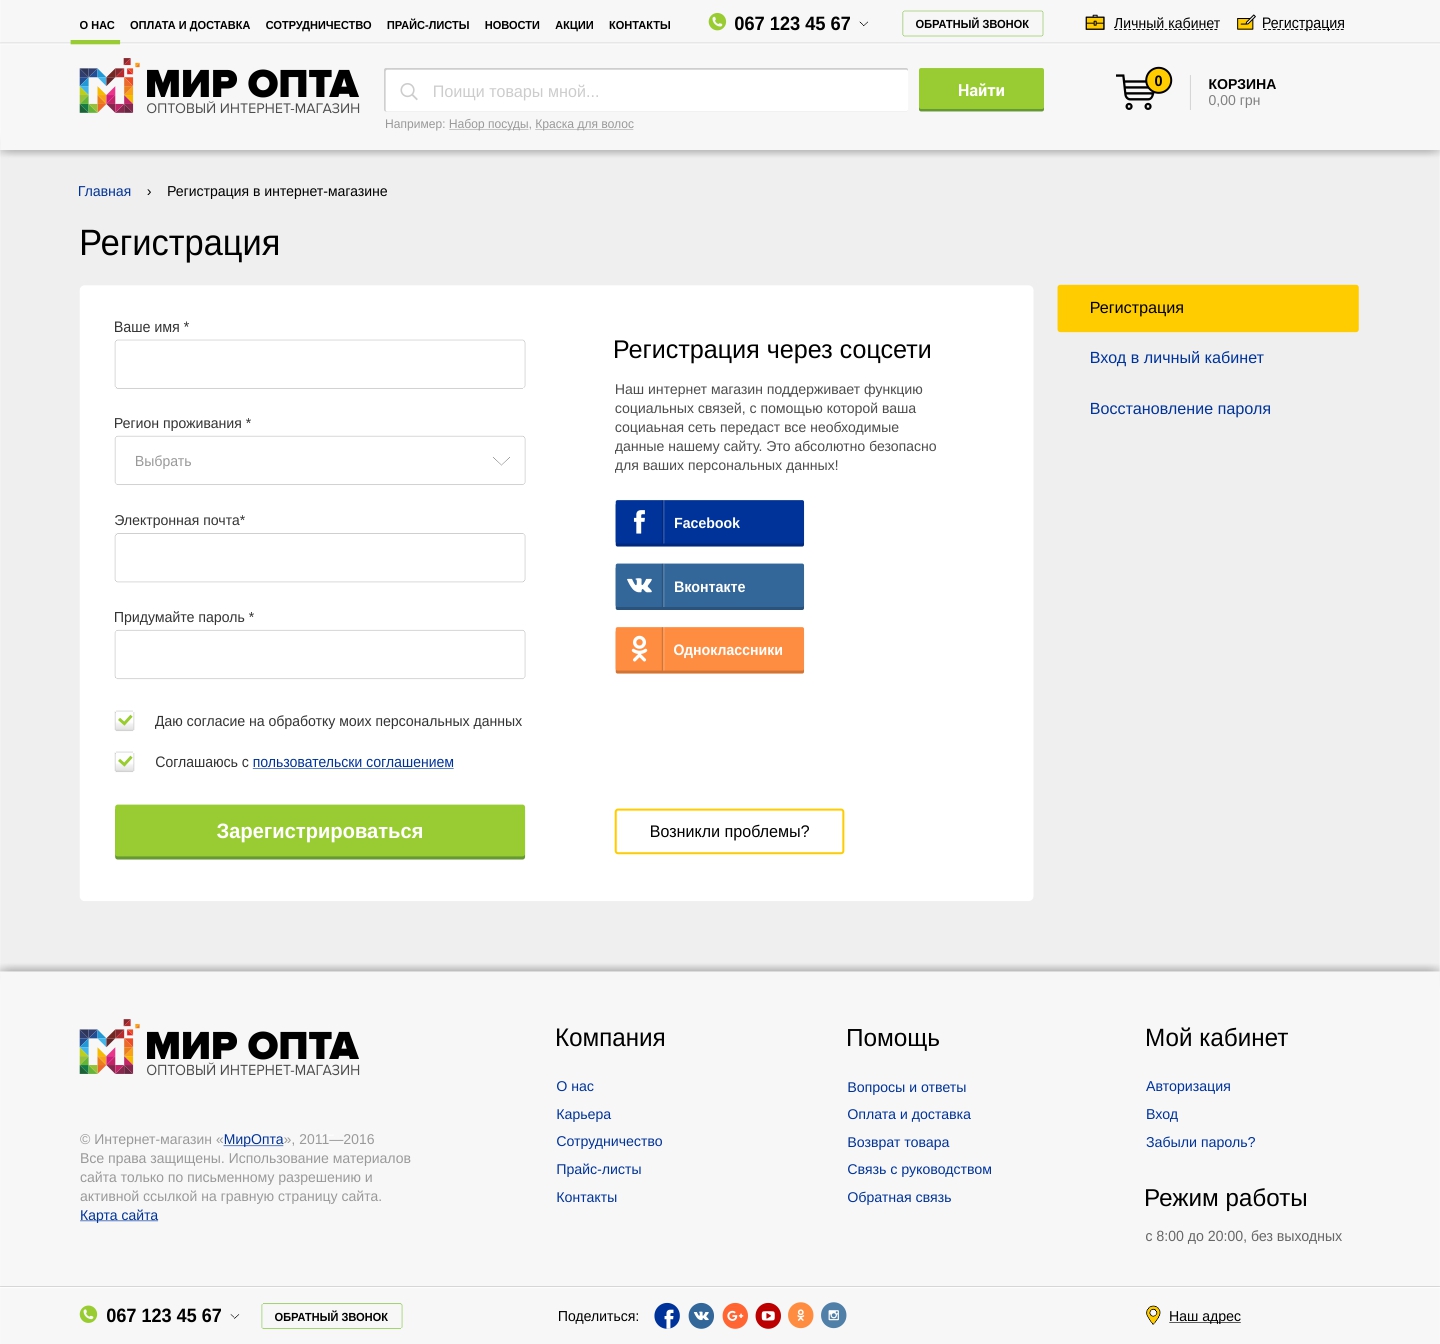 О НАС ОПЛАТА И ДОСТАВКА СОТРУДНИЧЕСТВО ПРАЙС-ЛИСТЫ НОВОСТИ АКЦИИ КОНТАКТЫ 067 123 45 67 ОБРАТНЫЙ ЗВОНОК Личный кабинет Регистрация
МИР ОПТА
ОПТОВЫЙ ИНТЕРНЕТ-МАГАЗИН
Поищи товары мной...
Найти
Например: Набор посуды, Краска для волос
0
КОРЗИНА
0,00 грн
Главная › Регистрация в интернет-магазине
Регистрация
Ваше имя *
Регион проживания *
Выбрать
Электронная почта*
Придумайте пароль *
Даю согласие на обработку моих персональных данных
Соглашаюсь с пользовательски соглашением
Зарегистрироваться
Регистрация через соцсети
Наш интернет магазин поддерживает функцию
социальных связей, с помощью которой ваша
социаьная сеть передаст все необходимые
данные нашему сайту. Это абсолютно безопасно
для ваших персональных данных!
Facebook
Вконтакте
Одноклассники
Возникли проблемы?
Регистрация
Вход в личный кабинет
Восстановление пароля
МИР ОПТА
ОПТОВЫЙ ИНТЕРНЕТ-МАГАЗИН
© Интернет-магазин «МирОпта», 2011—2016
Все права защищены. Использование материалов
сайта только по письменному разрешению и
активной ссылкой на гравную страницу сайта.
Карта сайта
Компания
О нас
Карьера
Сотрудничество
Прайс-листы
Контакты
Помощь
Вопросы и ответы
Оплата и доставка
Возврат товара
Связь с руководством
Обратная связь
Мой кабинет
Авторизация
Вход
Забыли пароль?
Режим работы
с 8:00 до 20:00, без выходных
067 123 45 67 ОБРАТНЫЙ ЗВОНОК Поделиться: Наш адрес